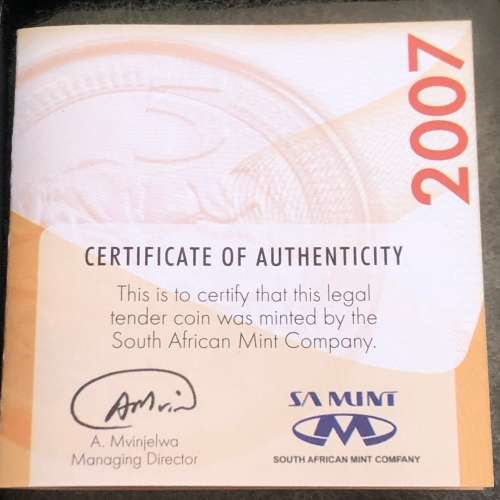 2007
CERTIFICATE OF AUTHENTICITY
This is to certify that this legal
tender coin was minted by the
South African Mint Company.
AMvin
A. Mvinjelwa
Managing Director
SA MINT
SOUTH AFRICAN MINT COMPANY